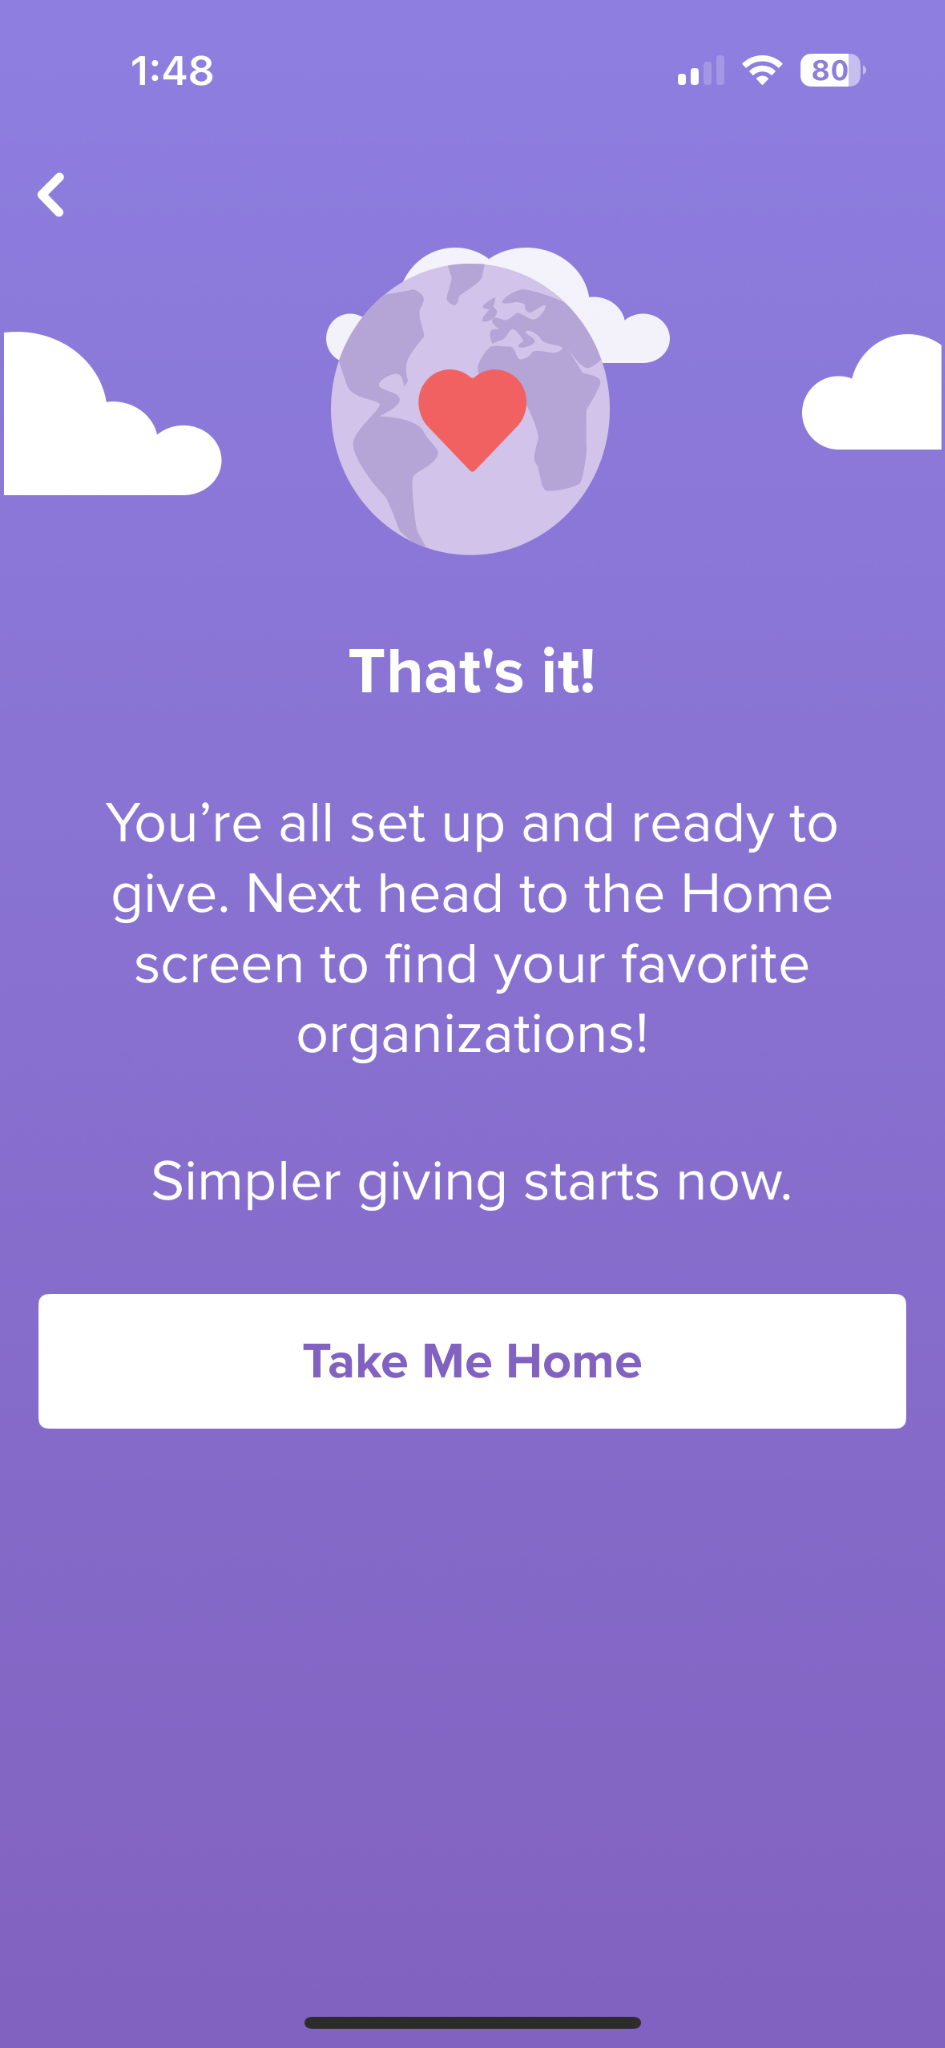 1:48
80
That's it!
You’re all set up and ready to
give. Next head to the Home
screen to find your favorite
organizations!
Simpler giving starts now.
Take Me Home